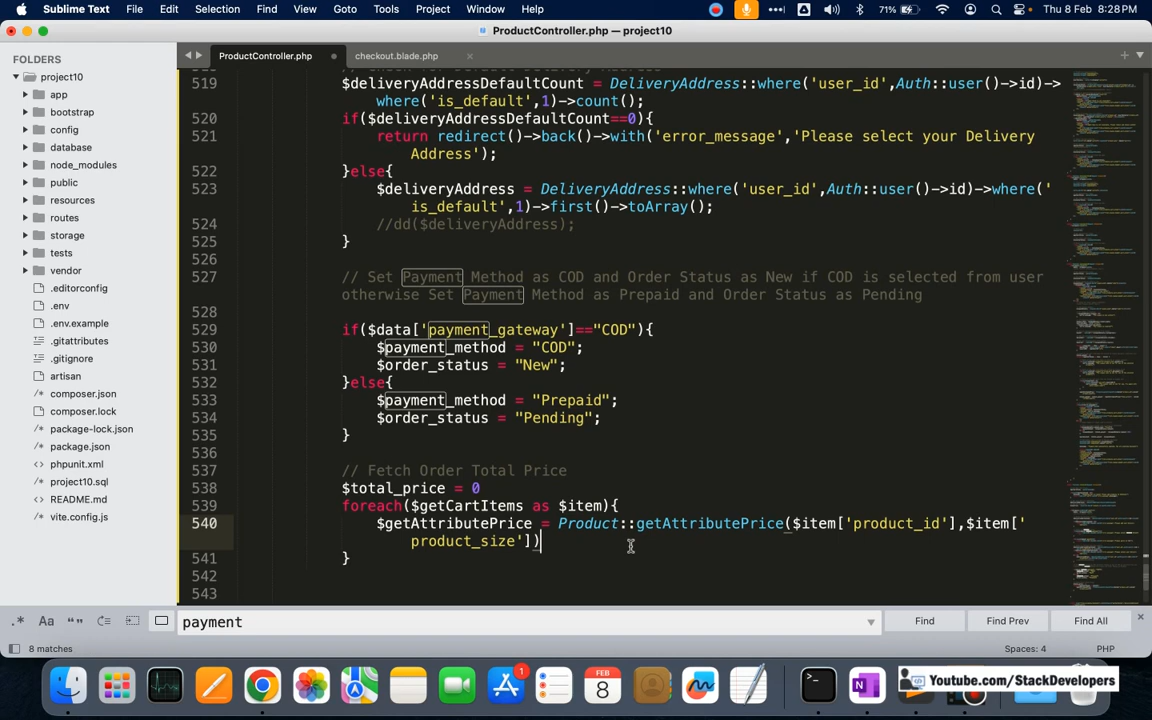 Sublime Text File Edit Selection Find View Goto Tools Project Window Help 71% Thu 8 Feb 8:28PM
ProductController.php — project10
FOLDERS
project10
app
bootstrap
config
database
node_modules
public
resources
routes
storage
tests
vendor
.editorconfig
.env
.env.example
.gitattributes
.gitignore
artisan
composer.json
composer.lock
package-lock.json
package.json
phpunit.xml
project10.sql
README.md
vite.config.js
ProductController.php
checkout.blade.php
519 $deliveryAddressDefaultCount = DeliveryAddress::where('user_id',Auth::user()->id)->
where('is_default',1)->count();
520 if($deliveryAddressDefaultCount==0){
521 return redirect()->back()->with('error_message','Please select your Delivery
Address');
522 }else{
523 $deliveryAddress = DeliveryAddress::where('user_id',Auth::user()->id)->where('
is_default',1)->first()->toArray();
524 //dd($deliveryAddress);
525 }
526
527 // Set Payment Method as COD and Order Status as New if COD is selected from user
otherwise Set Payment Method as Prepaid and Order Status as Pending
528
529 if($data['payment_gateway']=="COD"){
530 $payment_method = "COD";
531 $order_status = "New";
532 }else{
533 $payment_method = "Prepaid";
534 $order_status = "Pending";
535 }
536
537 // Fetch Order Total Price
538 $total_price = 0
539 foreach($getCartItems as $item){
540 $getAttributePrice = Product::getAttributePrice($item['product_id'],$item['
product_size'])
541 }
542
543
.* Aa payment Find Find Prev Find All
8 matches Spaces: 4 PHP
FEB
8
1
Youtube.com/StackDevelopers